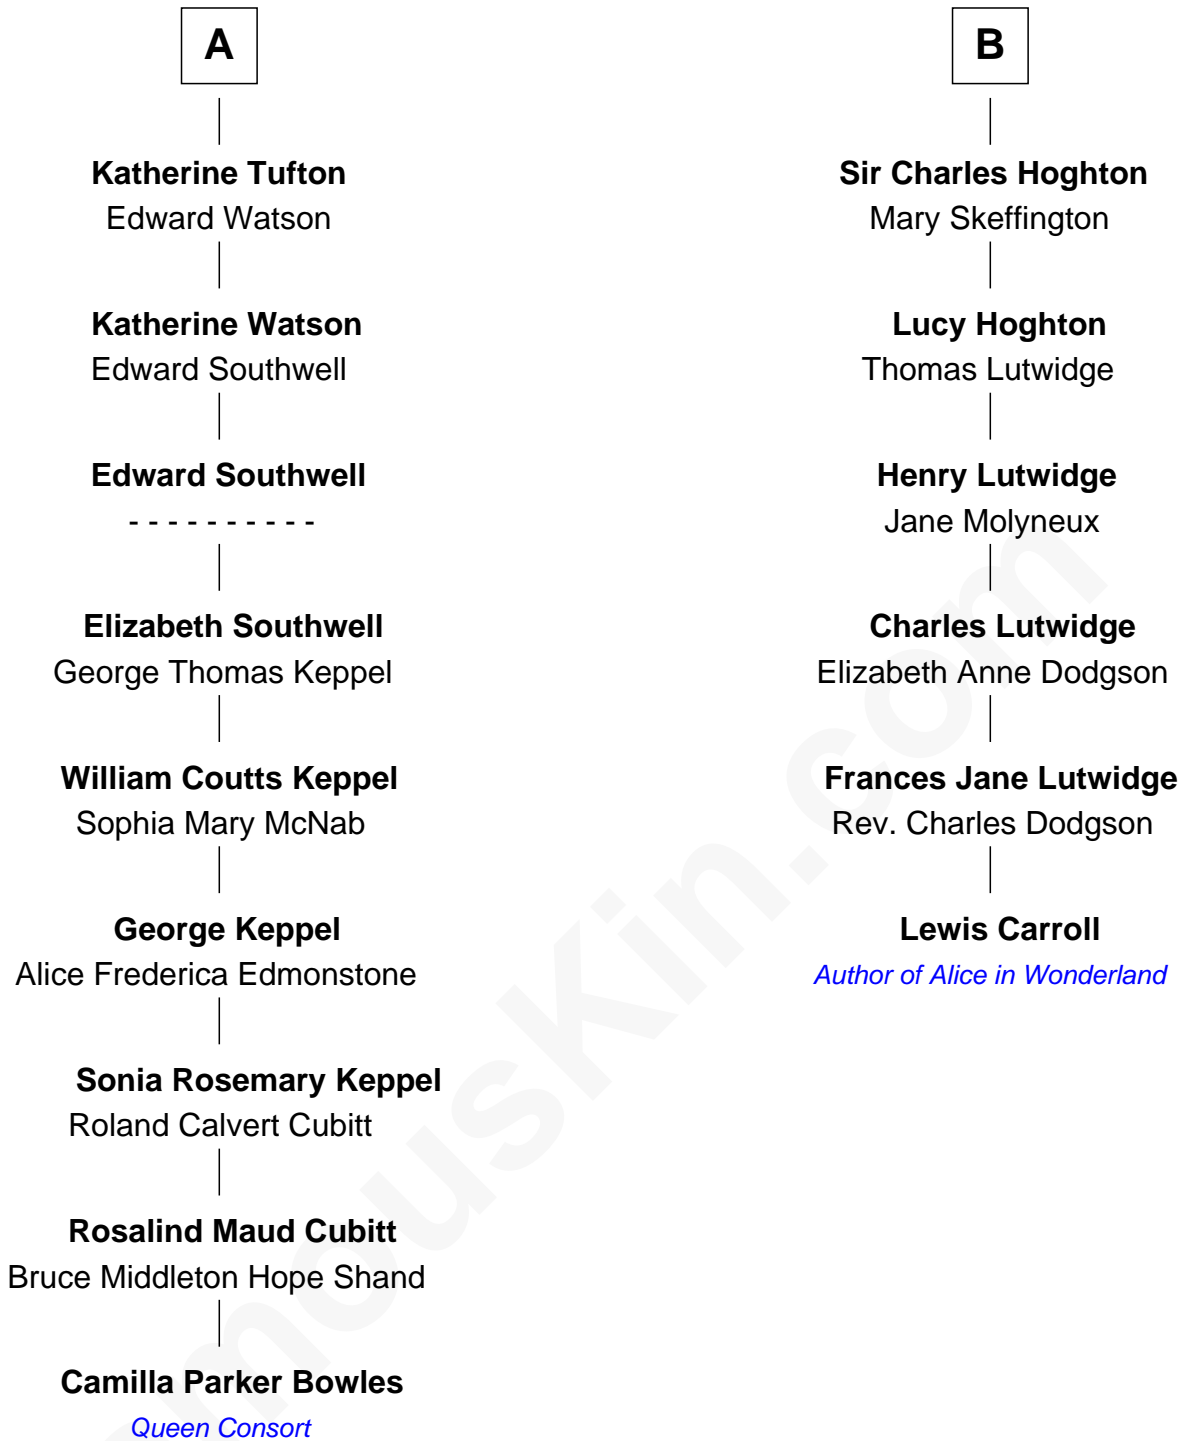 A
Katherine Tufton
Edward Watson
Katherine Watson
Edward Southwell
Edward Southwell
- - - - - - - - - -
Elizabeth Southwell
George Thomas Keppel
William Coutts Keppel
Sophia Mary McNab
George Keppel
Alice Frederica Edmonstone
Sonia Rosemary Keppel
Roland Calvert Cubitt
Rosalind Maud Cubitt
Bruce Middleton Hope Shand
Camilla Parker Bowles
Queen Consort
B
Sir Charles Hoghton
Mary Skeffington
Lucy Hoghton
Thomas Lutwidge
Henry Lutwidge
Jane Molyneux
Charles Lutwidge
Elizabeth Anne Dodgson
Frances Jane Lutwidge
Rev. Charles Dodgson
Lewis Carroll
Author of Alice in Wonderland
mouskin.com